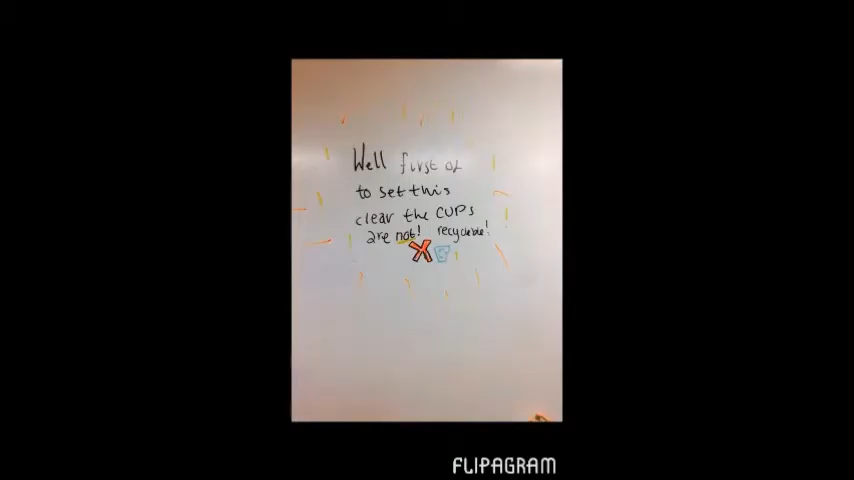 Well first of
to set this
clear the CUPS
are not! recyclable!
FLIPAGRAM